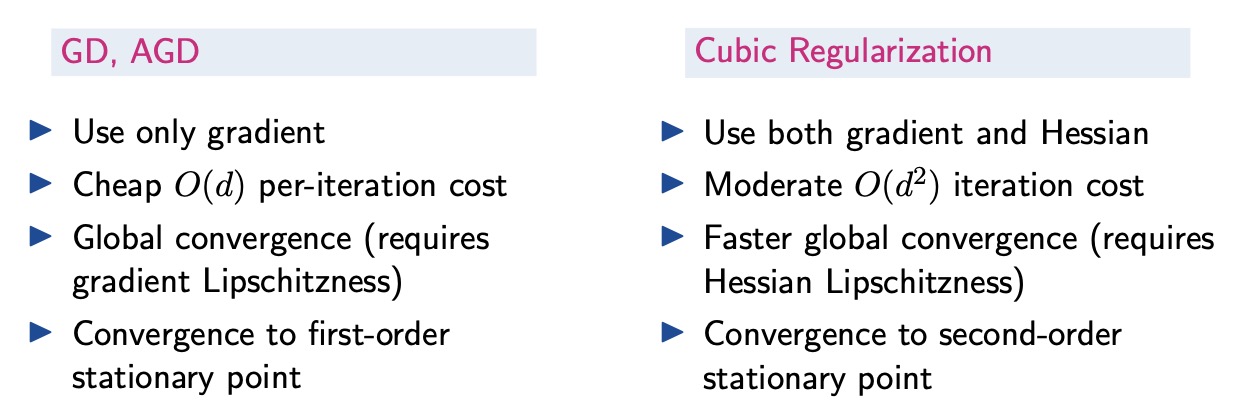 GD, AGD
▶ Use only gradient
▶ Cheap O(d) per-iteration cost
▶ Global convergence (requires
gradient Lipschitzness)
▶ Convergence to first-order
stationary point
Cubic Regularization
▶ Use both gradient and Hessian
▶ Moderate O(d²) iteration cost
▶ Faster global convergence (requires
Hessian Lipschitzness)
▶ Convergence to second-order
stationary point